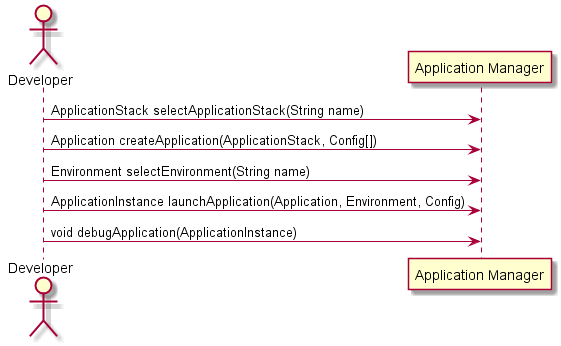 Developer
Application Manager
ApplicationStack selectApplicationStack(String name)
Application createApplication(ApplicationStack, Config[])
Environment selectEnvironment(String name)
ApplicationInstance launchApplication(Application, Environment, Config)
void debugApplication(ApplicationInstance)
Developer
Application Manager